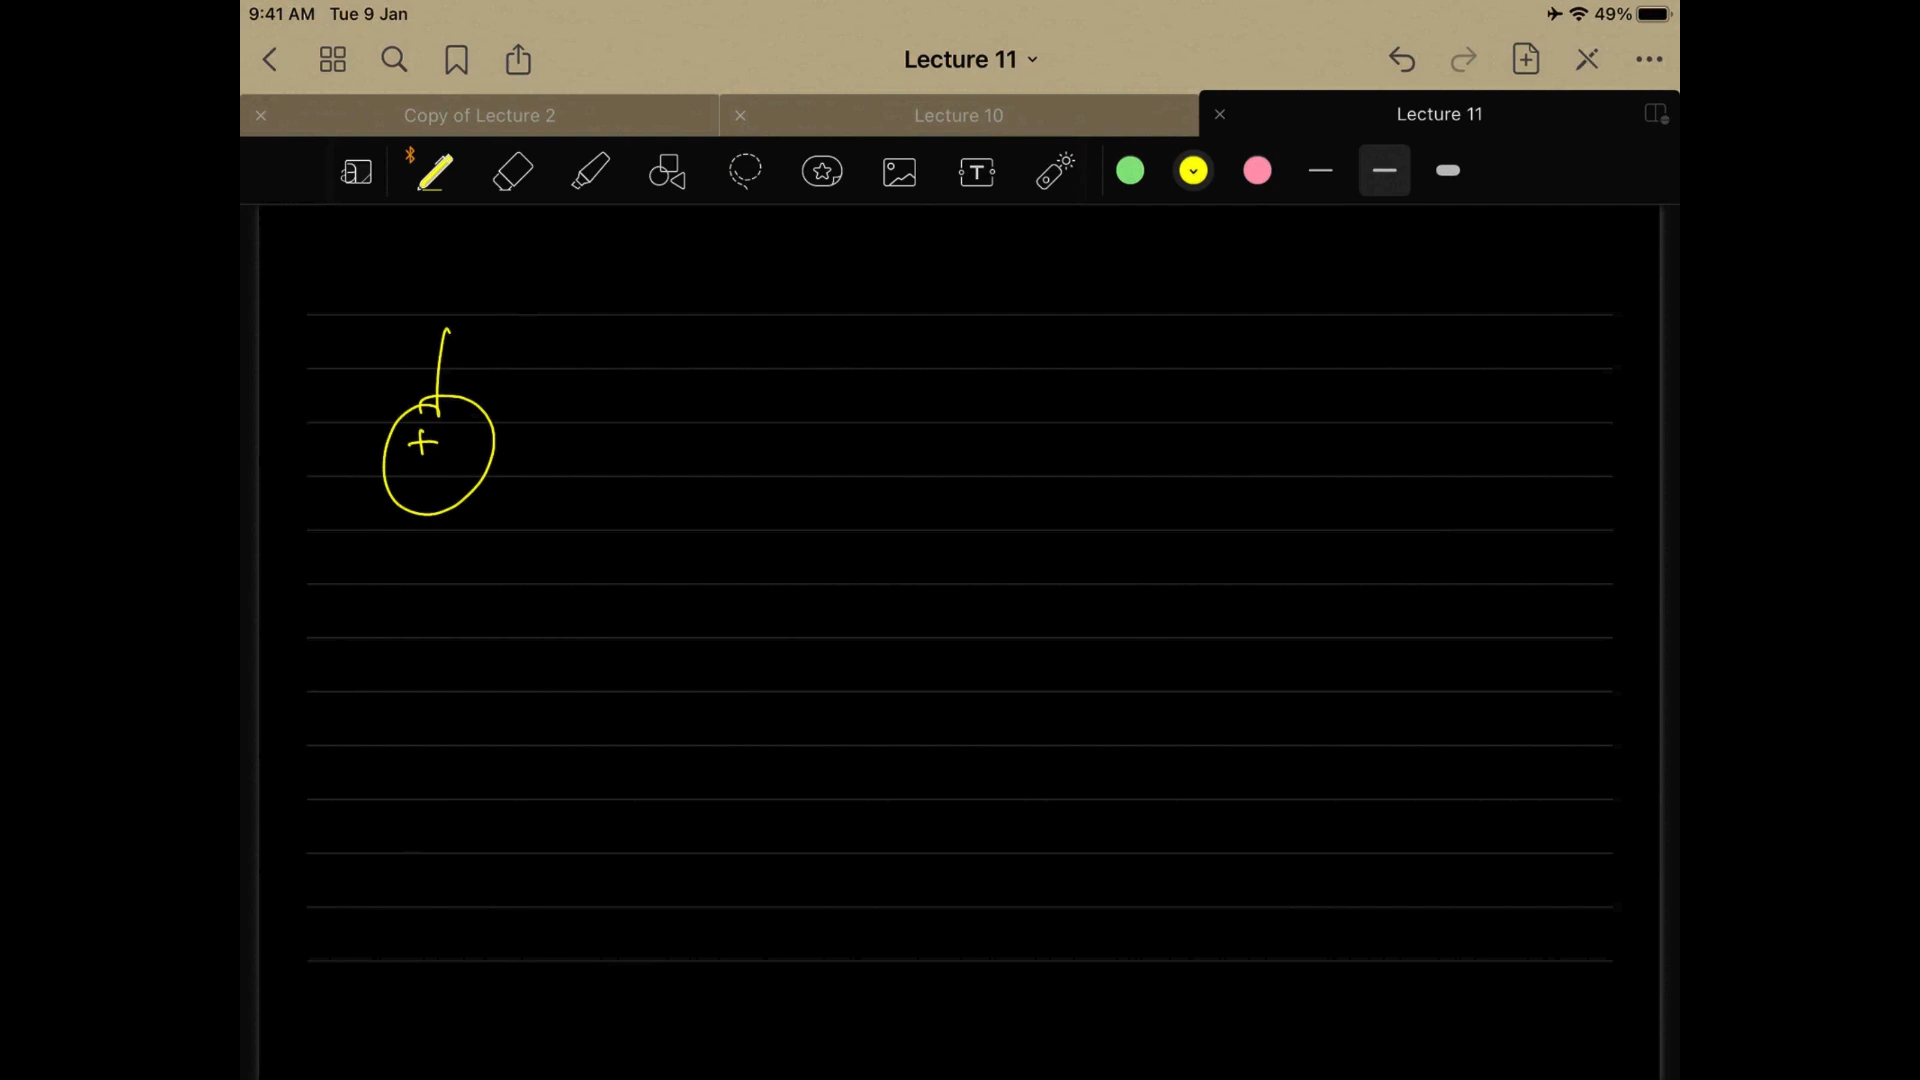 9:41 AM Tue 9 Jan 49%
Lecture 11
Copy of Lecture 2 Lecture 10 Lecture 11
T
+